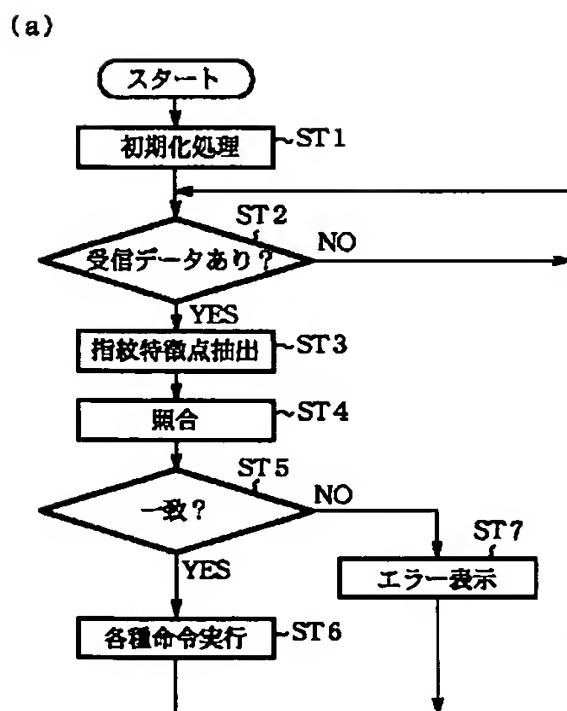 (a)
スタート
初期化処理
ST1
ST2
受信データあり?
NO
YES
指紋特徴点抽出
ST3
照合
ST4
ST5
一致?
NO
YES
ST7
エラー表示
各種命令実行
ST6